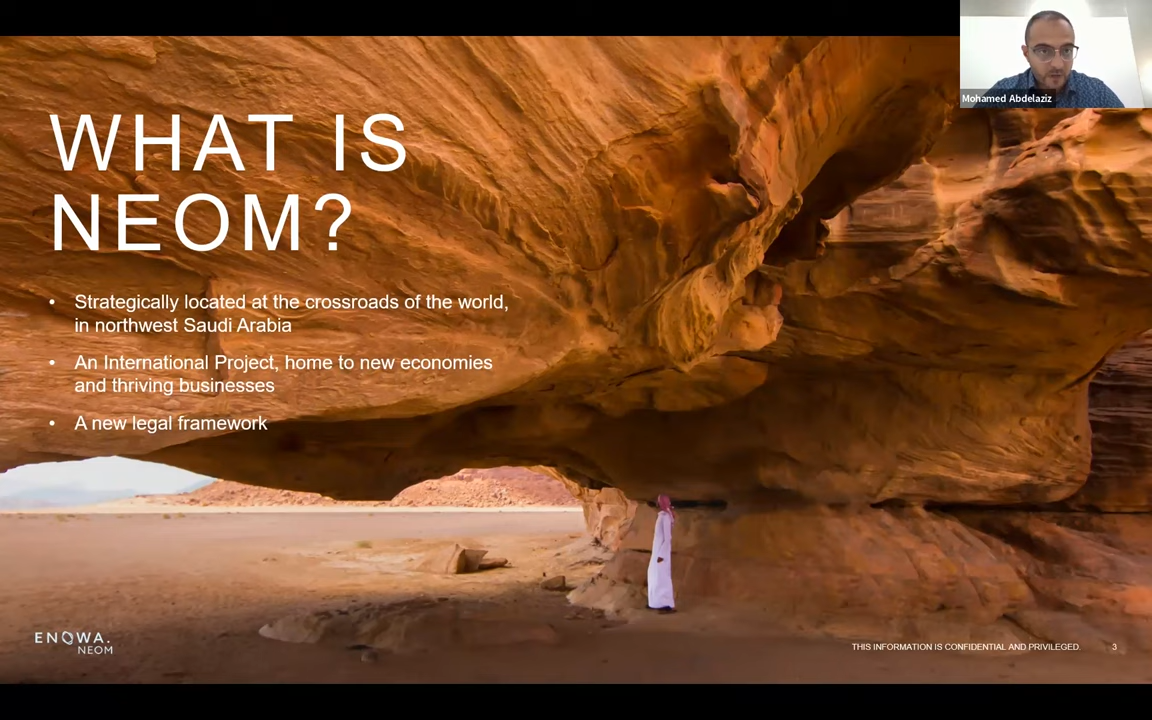 Mohamed Abdelaziz
WHAT IS
NEOM?
• Strategically located at the crossroads of the world,
in northwest Saudi Arabia
• An International Project, home to new economies
and thriving businesses
• A new legal framework
ENOWA.
NEOM
THIS INFORMATION IS CONFIDENTIAL AND PRIVILEGED.
3